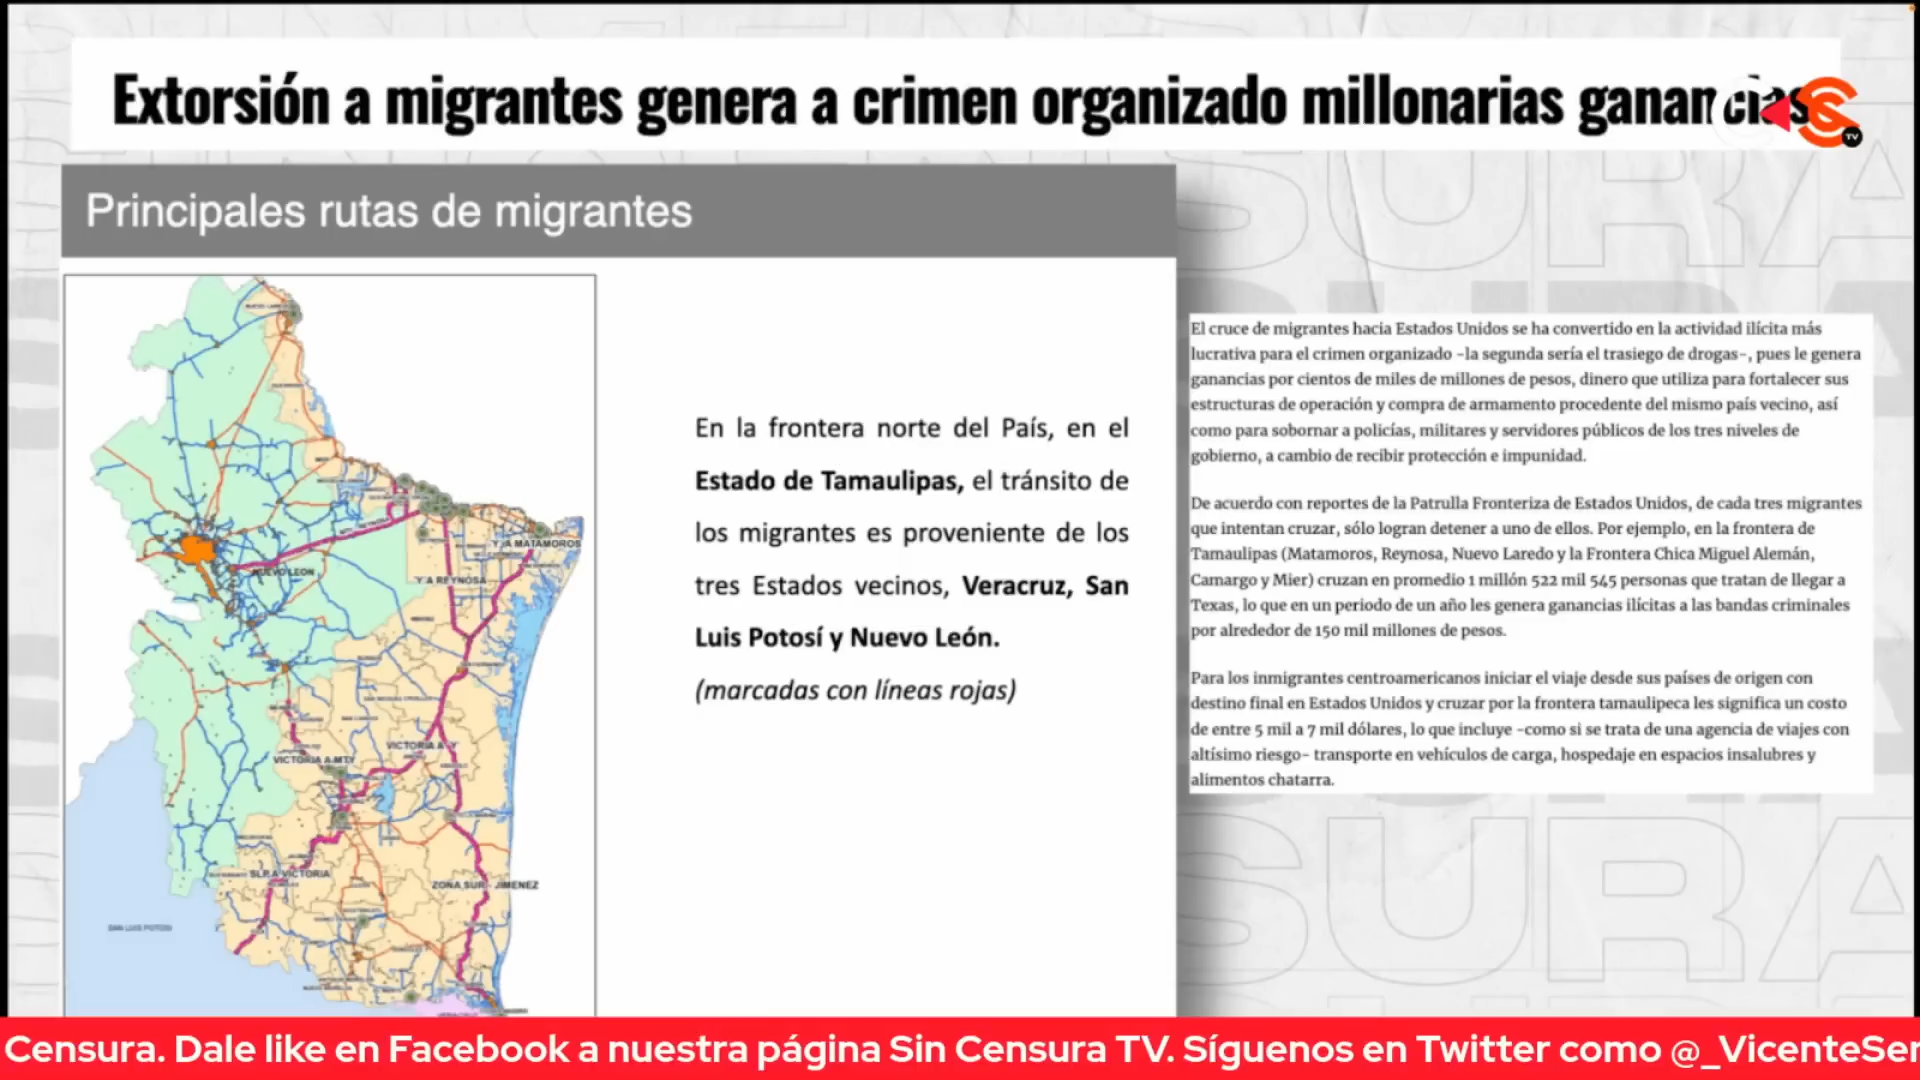 Extorsión a migrantes genera a crimen organizado millonarias ganancias
TV
Principales rutas de migrantes
NUEVO LEON
Y A MATAMOROS
Y A REYNOSA
VICTORIA A Y
VICTORIA A MTY
SLP A VICTORIA
ZONA SUR - JIMENEZ
SAN LUIS POTOSI
En la frontera norte del País, en el
Estado de Tamaulipas, el tránsito de
los migrantes es proveniente de los
tres Estados vecinos, Veracruz, San
Luis Potosí y Nuevo León.
(marcadas con líneas rojas)
El cruce de migrantes hacia Estados Unidos se ha convertido en la actividad ilícita más
lucrativa para el crimen organizado –la segunda sería el trasiego de drogas–, pues le genera
ganancias por cientos de miles de millones de pesos, dinero que utiliza para fortalecer sus
estructuras de operación y compra de armamento procedente del mismo país vecino, así
como para sobornar a policías, militares y servidores públicos de los tres niveles de
gobierno, a cambio de recibir protección e impunidad.
De acuerdo con reportes de la Patrulla Fronteriza de Estados Unidos, de cada tres migrantes
que intentan cruzar, sólo logran detener a uno de ellos. Por ejemplo, en la frontera de
Tamaulipas (Matamoros, Reynosa, Nuevo Laredo y la Frontera Chica Miguel Alemán,
Camargo y Mier) cruzan en promedio 1 millón 522 mil 545 personas que tratan de llegar a
Texas, lo que en un periodo de un año les genera ganancias ilícitas a las bandas criminales
por alrededor de 150 mil millones de pesos.
Para los inmigrantes centroamericanos iniciar el viaje desde sus países de origen con
destino final en Estados Unidos y cruzar por la frontera tamaulipeca les significa un costo
de entre 5 mil a 7 mil dólares, lo que incluye –como si se trata de una agencia de viajes con
altísimo riesgo– transporte en vehículos de carga, hospedaje en espacios insalubres y
alimentos chatarra.
Censura. Dale like en Facebook a nuestra página Sin Censura TV. Síguenos en Twitter como @_VicenteSer